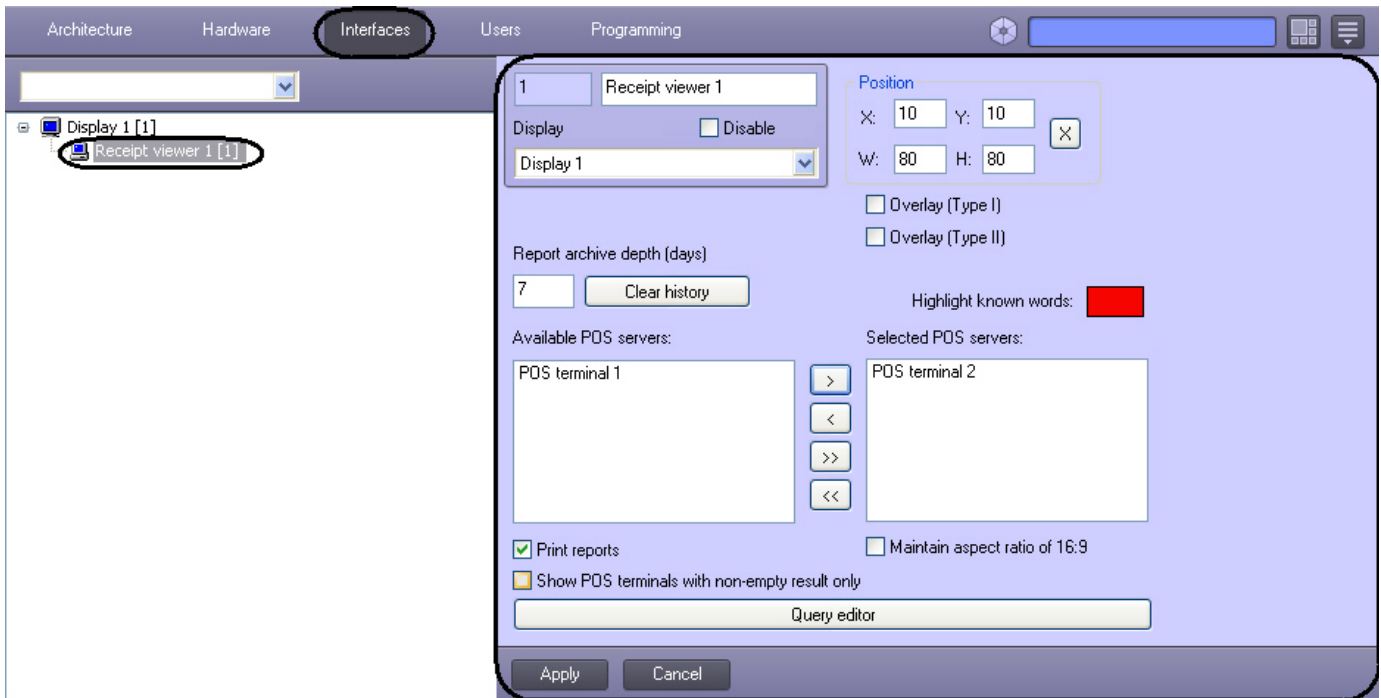 Architecture Hardware Interfaces Users Programming
Display 1 [1]
Receipt viewer 1 [1]
1 Receipt viewer 1
Display Disable
Display 1
Position
X: 10 Y: 10 X
W: 80 H: 80
Overlay (Type I)
Overlay (Type II)
Report archive depth (days)
7 Clear history
Highlight known words:
Available POS servers: Selected POS servers:
POS terminal 1 > POS terminal 2
<
>>
<<
Print reports Maintain aspect ratio of 16:9
Show POS terminals with non-empty result only
Query editor
Apply Cancel